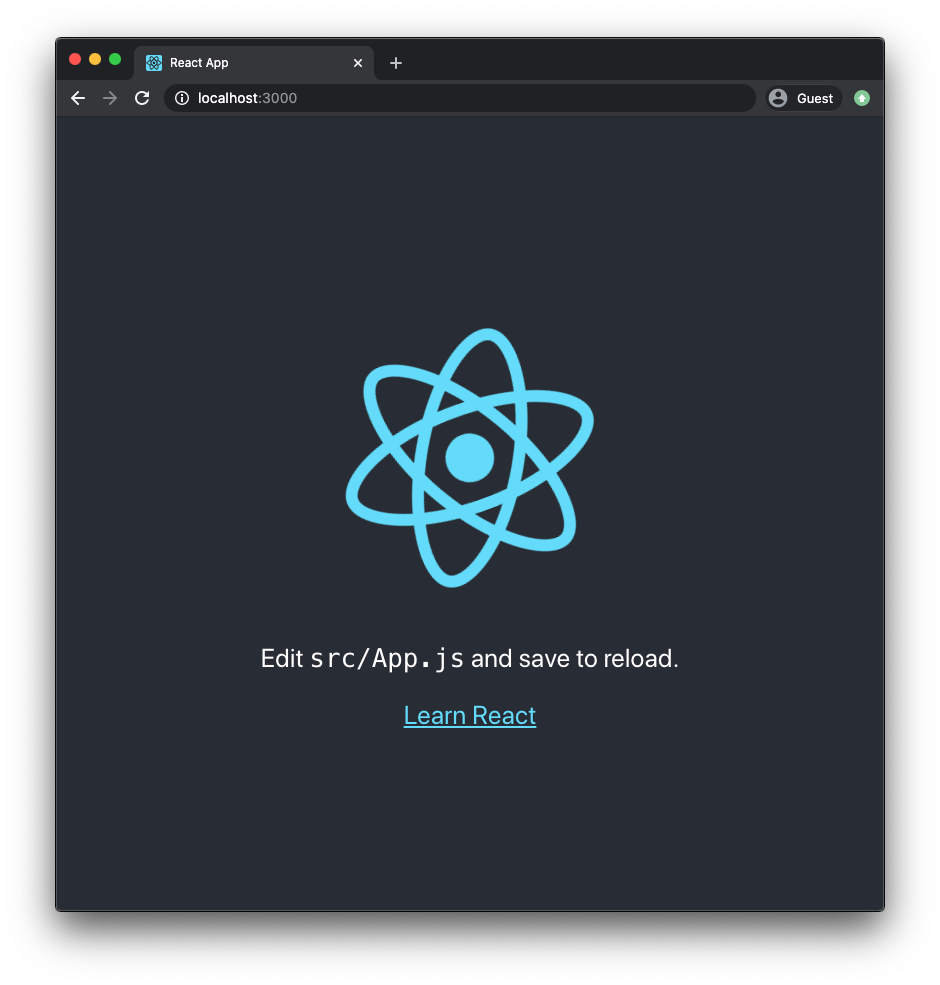 React App
localhost:3000
Guest
Edit src/App.js and save to reload.
Learn React